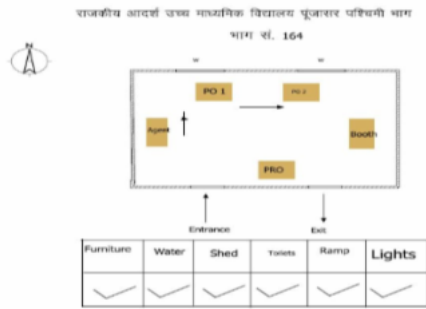 राजकीय आदर्श उच्च माध्यमिक विद्यालय पूंजासर पश्चिमी भाग
भाग सं. 164
N
w w
PO 1 PO 2
Agent Booth
PRO
Entrance Exit
Furniture Water Shed Toilets Ramp Lights